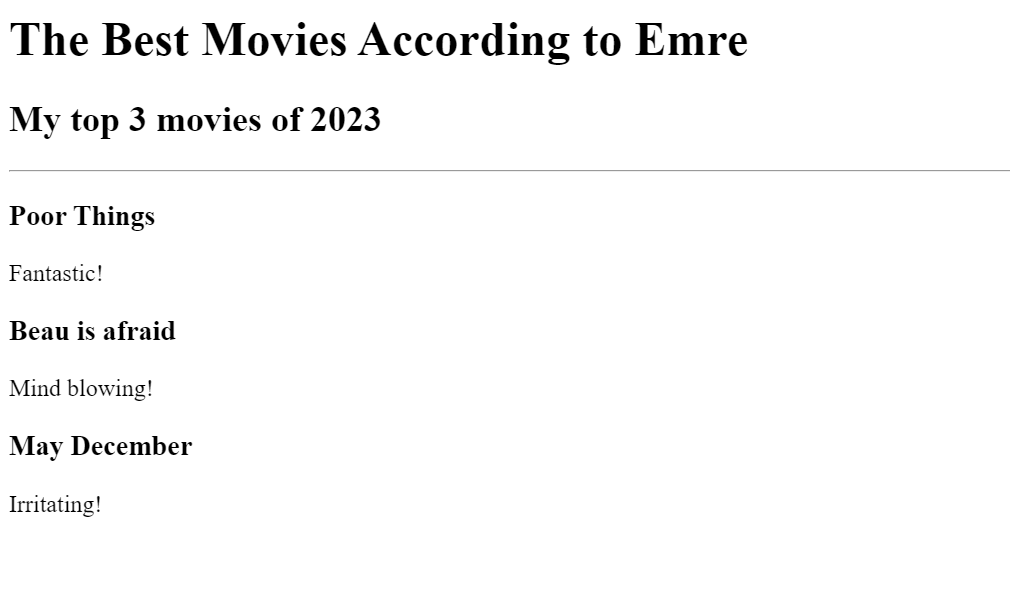 The Best Movies According to Emre
My top 3 movies of 2023
Poor Things
Fantastic!
Beau is afraid
Mind blowing!
May December
Irritating!